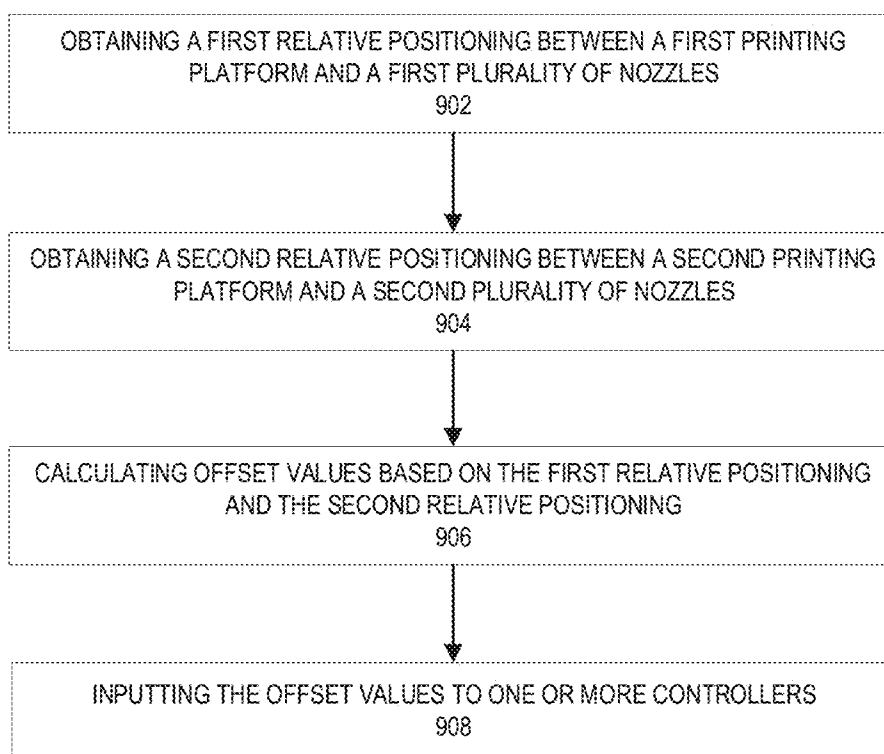 OBTAINING A FIRST RELATIVE POSITIONING BETWEEN A FIRST PRINTING
PLATFORM AND A FIRST PLURALITY OF NOZZLES
902
OBTAINING A SECOND RELATIVE POSITIONING BETWEEN A SECOND PRINTING
PLATFORM AND A SECOND PLURALITY OF NOZZLES
904
CALCULATING OFFSET VALUES BASED ON THE FIRST RELATIVE POSITIONING
AND THE SECOND RELATIVE POSITIONING
906
INPUTTING THE OFFSET VALUES TO ONE OR MORE CONTROLLERS
908